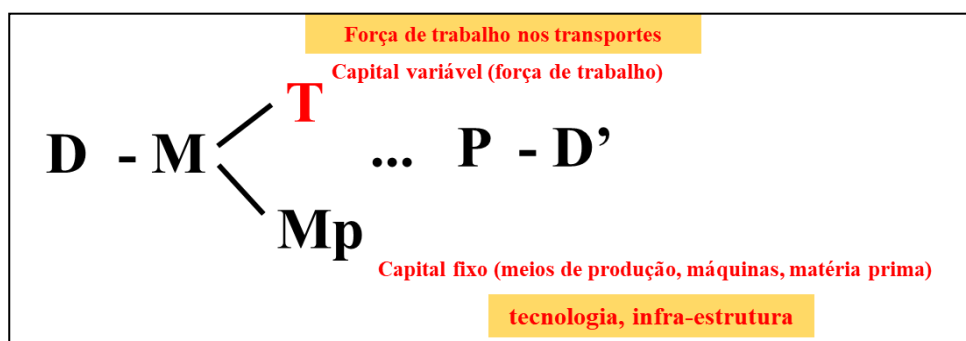 Força de trabalho nos transportes
Capital variável (força de trabalho)
T
D - M ... P - D’
Mp
Capital fixo (meios de produção, máquinas, matéria prima)
tecnologia, infra-estrutura